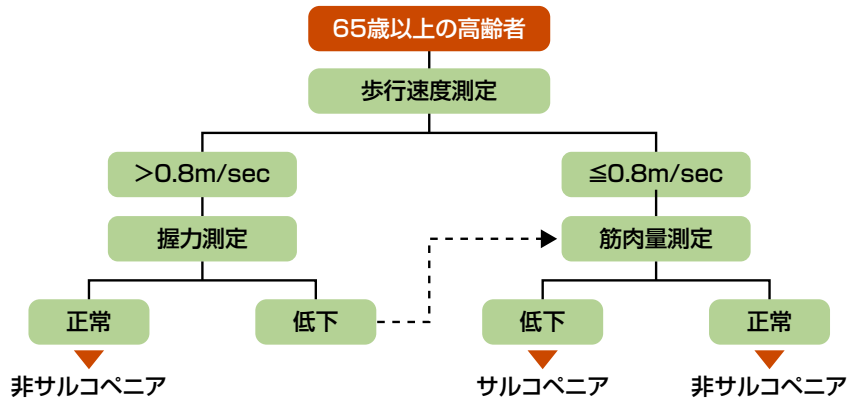 65歳以上の高齢者
歩行速度測定
>0.8m/sec
≦0.8m/sec
握力測定
筋肉量測定
正常
低下
低下
正常
非サルコペニア
サルコペニア
非サルコペニア